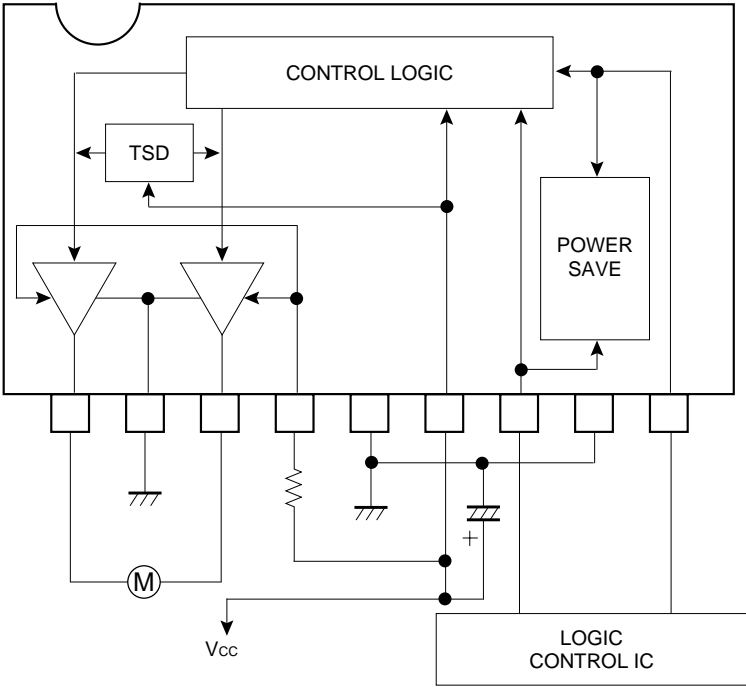 CONTROL LOGIC
TSD
POWER
SAVE
+
M
Vcc
LOGIC
CONTROL IC